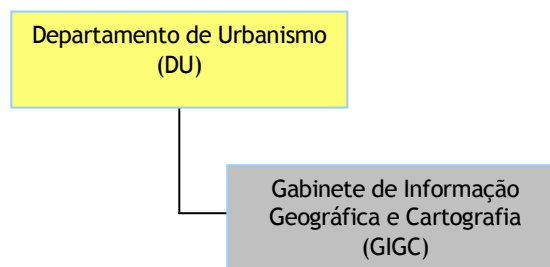 Departamento de Urbanismo
(DU)
Gabinete de Informação
Geográfica e Cartografia
(GIGC)